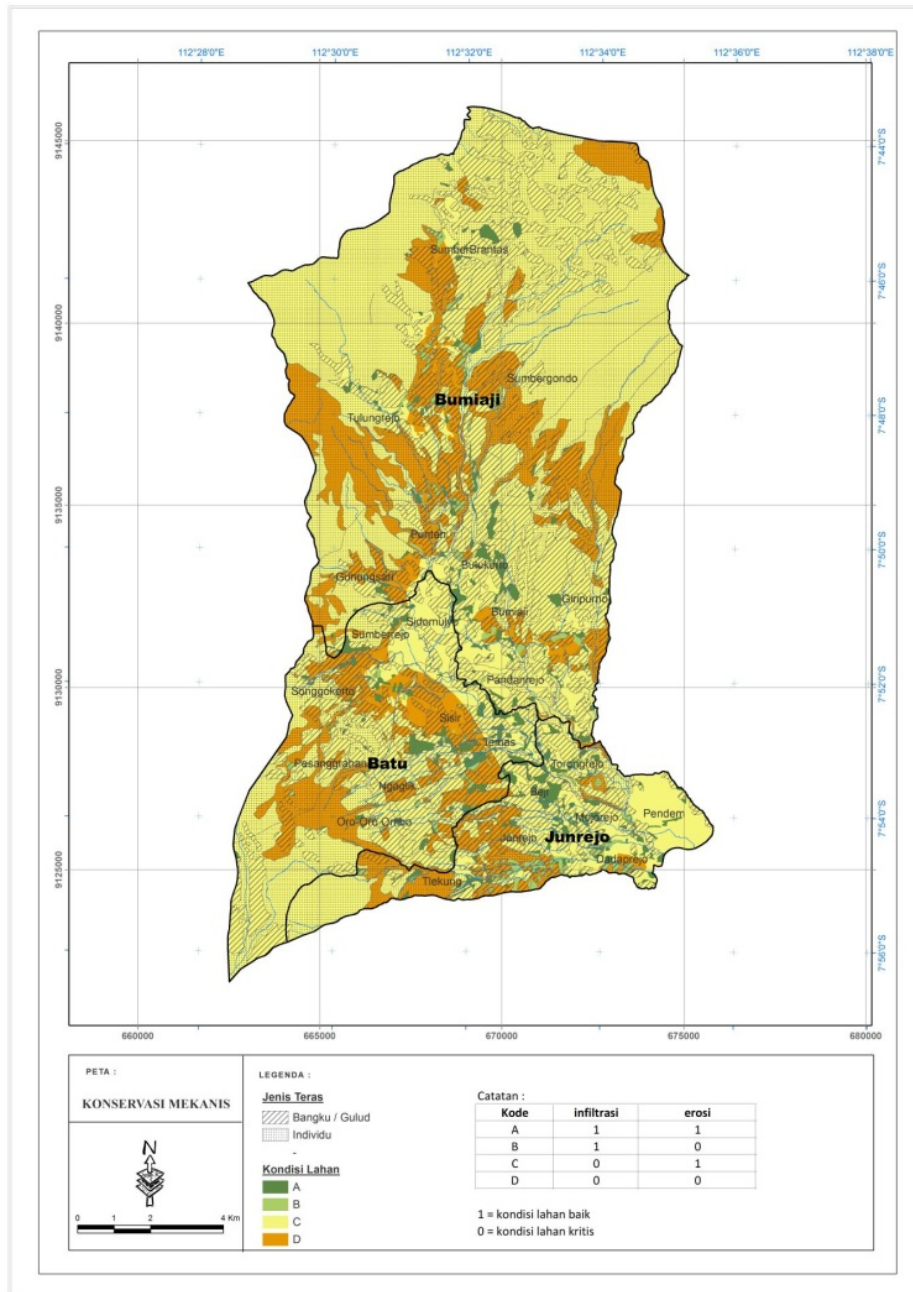 112°28'0"E 112°30'0"E 112°32'0"E 112°34'0"E 112°36'0"E 112°38'0"E
9145000
7°44'0"S
SumberBrantas
7°46'0"S
9140000
Sumbergondo
Bumiaji
Tulungrejo
7°48'0"S
9135000
Punten
7°50'0"S
Bulukerto
Gunungsari
Giripurno
Bumiaji
Sidomulyo
Sumberrejo
Pandanrejo
7°52'0"S
9130000
Songgokerto
Sisir
Temas
Pesanggrahan
Batu
Torongrejo
Ngaglik
Beji
Pendem
Mojorejo
7°54'0"S
Oro-Oro Ombo
Junrejo
Junrejo
Dadaprejo
9125000
Tlekung
7°56'0"S
660000 665000 670000 675000 680000
PETA :
KONSERVASI MEKANIS
N
0 1 2 4 Km
LEGENDA :
Jenis Teras
Bangku / Gulud
Individu
-
Kondisi Lahan
A
B
C
D
Catatan :
Kode infiltrasi erosi
A 1 1
B 1 0
C 0 1
D 0 0
1 = kondisi lahan baik
0 = kondisi lahan kritis